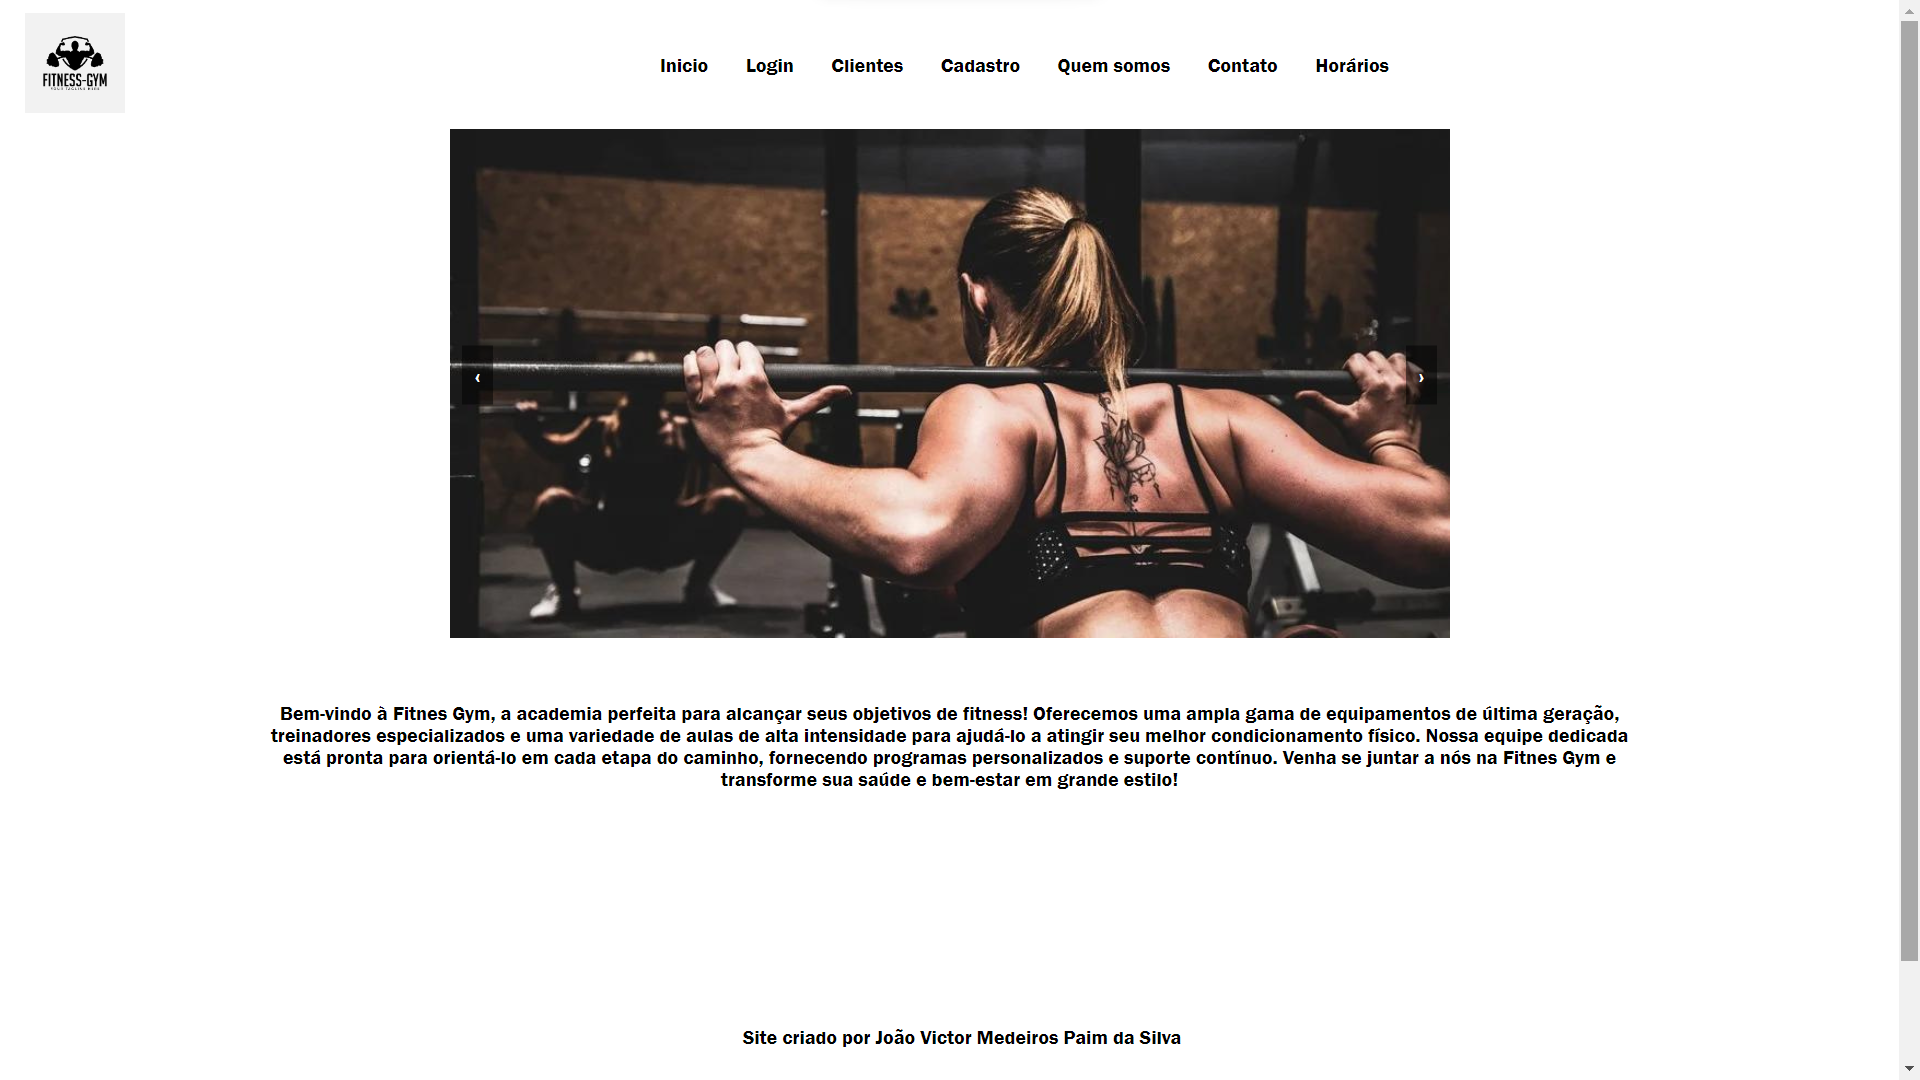 FITNESS-GYM
YOUR TAGLINE HERE
Inicio Login Clientes Cadastro Quem somos Contato Horários
‹ ›
Bem-vindo à Fitnes Gym, a academia perfeita para alcançar seus objetivos de fitness! Oferecemos uma ampla gama de equipamentos de última geração,
treinadores especializados e uma variedade de aulas de alta intensidade para ajudá-lo a atingir seu melhor condicionamento físico. Nossa equipe dedicada
está pronta para orientá-lo em cada etapa do caminho, fornecendo programas personalizados e suporte contínuo. Venha se juntar a nós na Fitnes Gym e
transforme sua saúde e bem-estar em grande estilo!
Site criado por João Victor Medeiros Paim da Silva